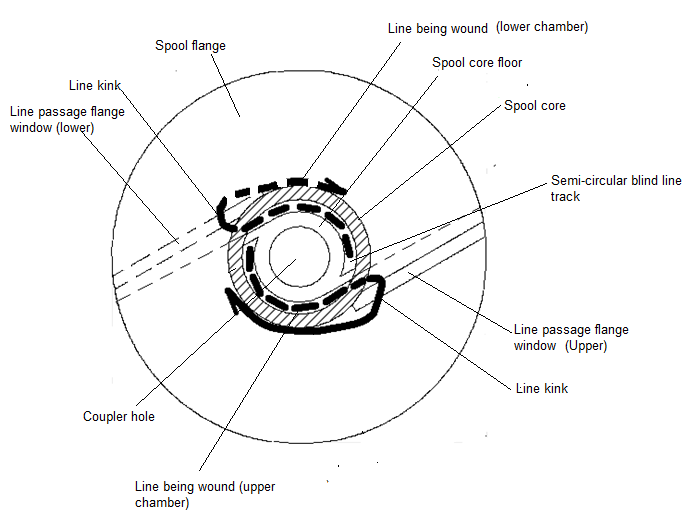 Line being wound (lower chamber)
Spool flange
Spool core floor
Line kink
Spool core
Line passage flange
window (lower)
Semi-circular blind line
track
Line passage flange
window (Upper)
Line kink
Coupler hole
Line being wound (upper
chamber)